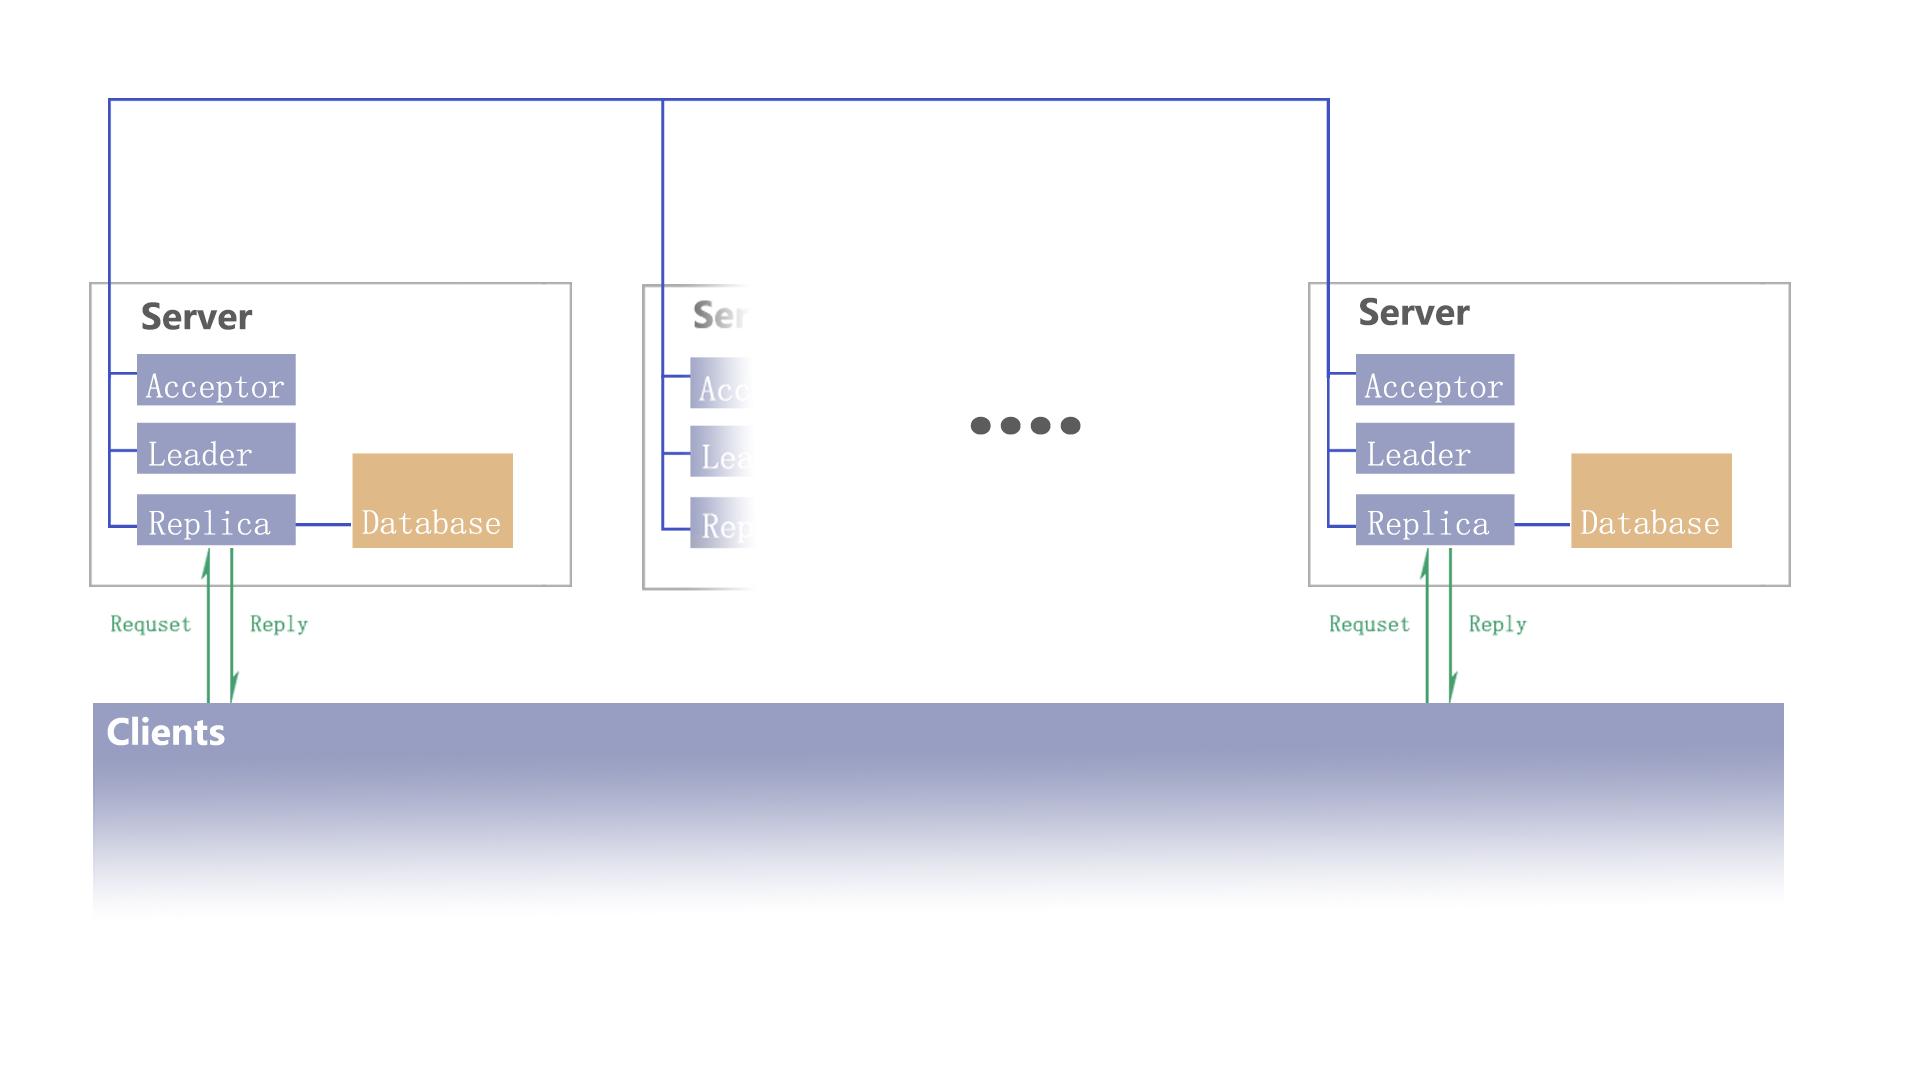 Server
Acceptor
Leader
Replica
Database
Ser
Acc
Lea
Rep
Server
Acceptor
Leader
Replica
Database
Requset
Reply
Requset
Reply
Clients